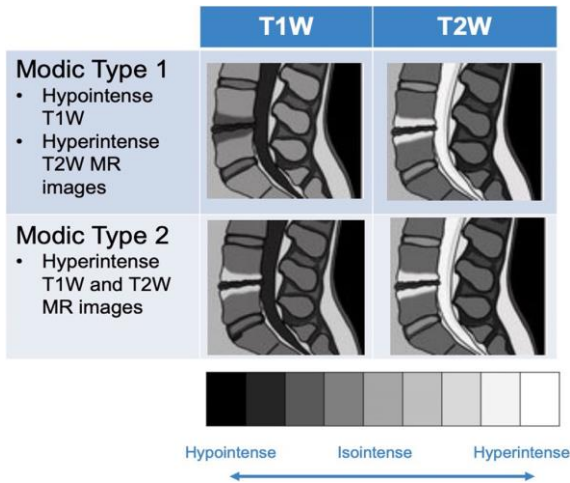 T1W
T2W
Modic Type 1
• Hypointense
T1W
• Hyperintense
T2W MR
images
Modic Type 2
• Hyperintense
T1W and T2W
MR images
Hypointense
Isointense
Hyperintense